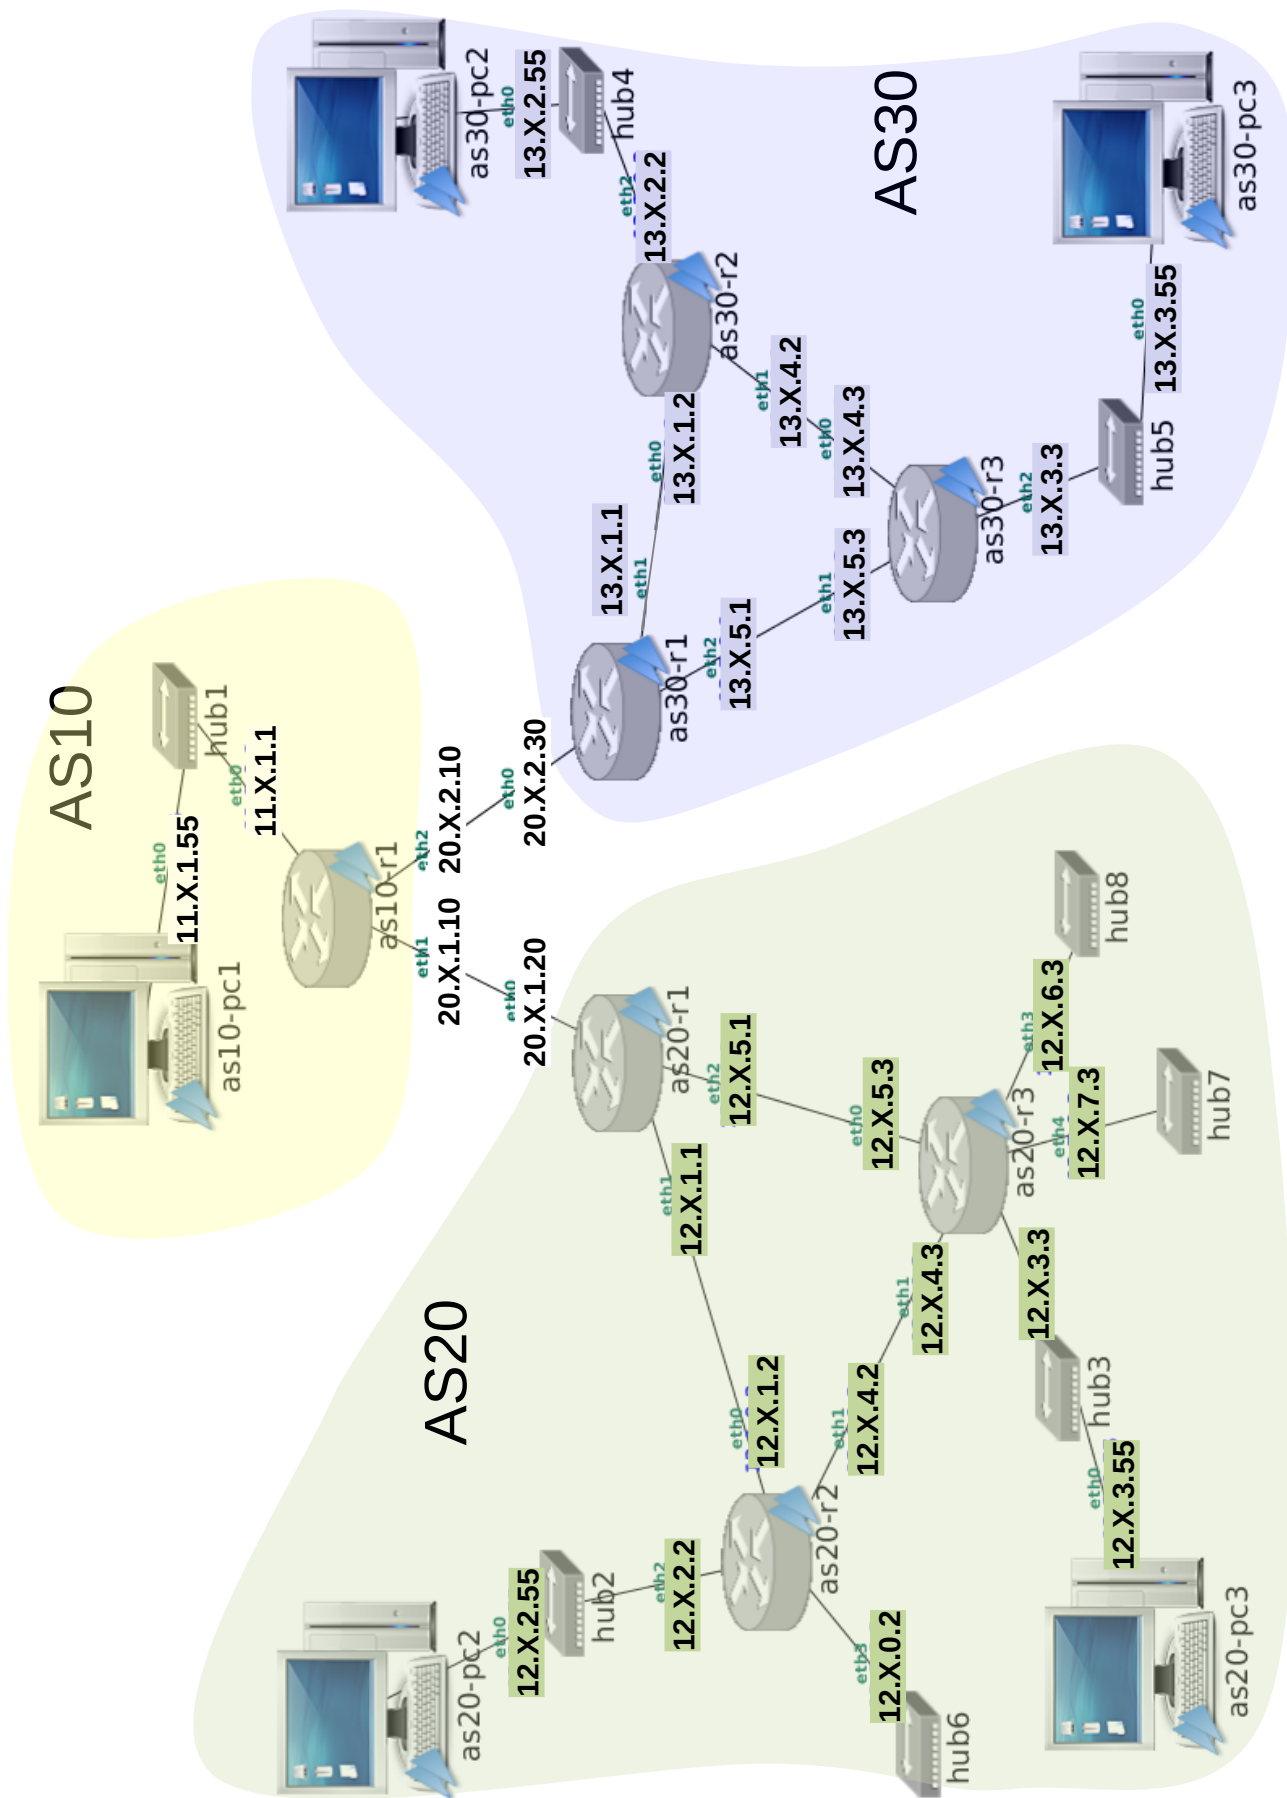 AS10
hub1
eth0
11.X.1.1
eth0
11.X.1.55
as10-pc1
as10-r1
eth1
20.X.1.10
eth2
20.X.2.10
eth0
20.X.1.20
eth0
20.X.2.30
AS20
as20-r1
eth1
12.X.1.1
eth2
12.X.5.1
eth0
12.X.1.2
eth0
12.X.5.3
as20-r2
eth1
12.X.4.2
eth1
12.X.4.3
as20-r3
eth2
12.X.2.2
hub2
eth0
12.X.2.55
as20-pc2
eth3
12.X.0.2
hub6
12.X.3.3
hub3
eth0
12.X.3.55
as20-pc3
eth4
12.X.7.3
hub7
eth3
12.X.6.3
hub8
AS30
as30-r1
eth1
13.X.1.1
eth2
13.X.5.1
eth0
13.X.1.2
as30-r2
eth2
13.X.2.2
hub4
eth0
13.X.2.55
as30-pc2
eth1
13.X.4.2
eth0
13.X.4.3
eth1
13.X.5.3
as30-r3
eth2
13.X.3.3
hub5
eth0
13.X.3.55
as30-pc3